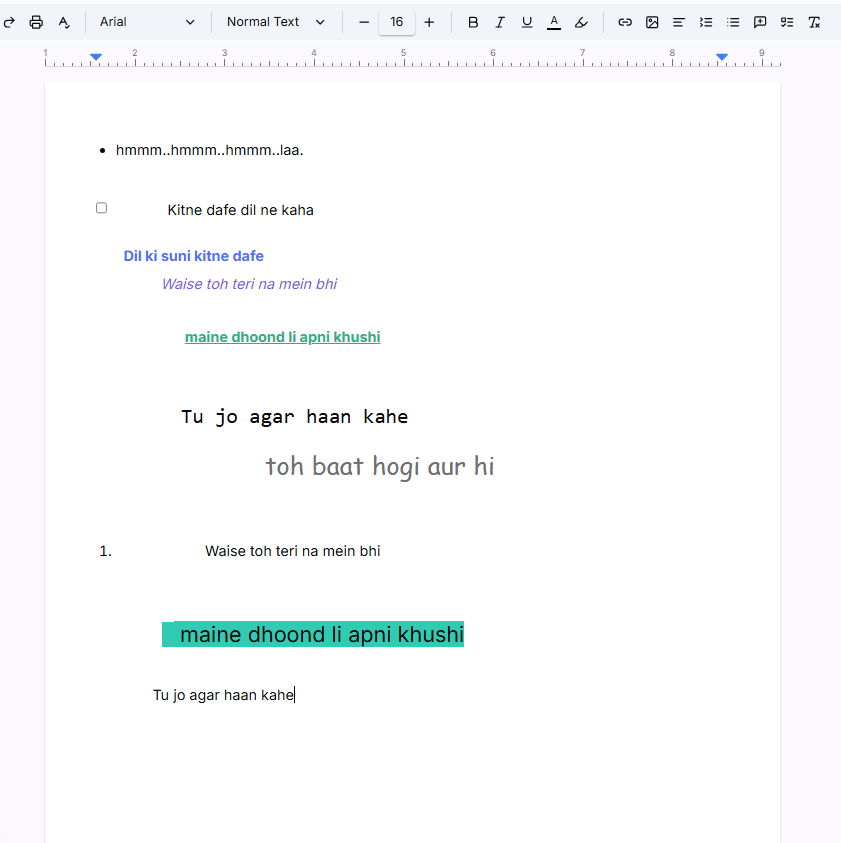 Arial Normal Text 16
1 2 3 4 5 6 7 8 9
hmmm..hmmm..hmmm..laa.
Kitne dafe dil ne kaha
Dil ki suni kitne dafe
Waise toh teri na mein bhi
maine dhoond li apni khushi
Tu jo agar haan kahe
toh baat hogi aur hi
1. Waise toh teri na mein bhi
maine dhoond li apni khushi
Tu jo agar haan kahe